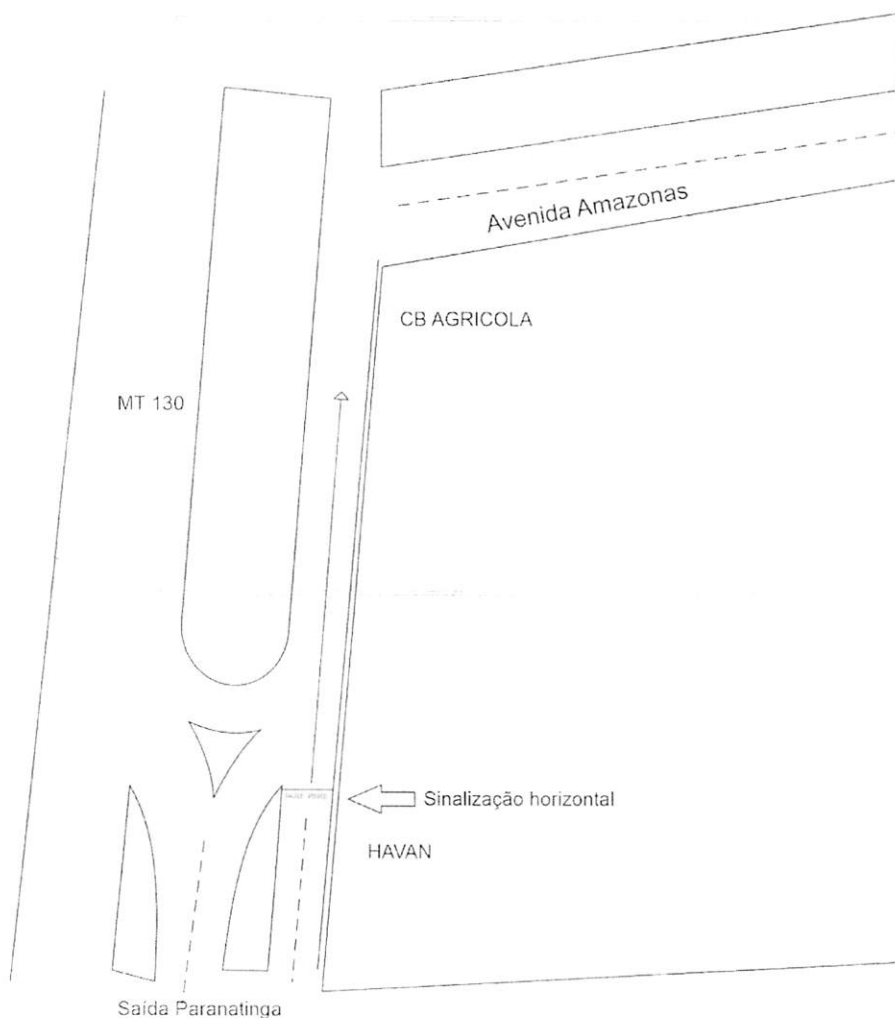 Avenida Amazonas
CB AGRICOLA
MT 130
Sinalização horizontal
HAVAN
Saída Paranatinga